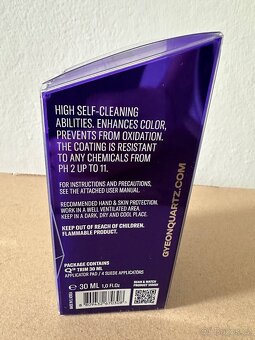 HIGH SELF-CLEANING
ABILITIES. ENHANCES COLOR,
PREVENTS FROM OXIDATION.
THE COATING IS RESISTANT
TO ANY CHEMICALS FROM
PH 2 UP TO 11.
FOR INSTRUCTIONS AND PRECAUTIONS,
SEE THE ATTACHED USER MANUAL.
RECOMMENDED HAND & SKIN PROTECTION.
WORK IN A WELL VENTILATED AREA.
KEEP IN A DARK, DRY AND COOL PLACE.
KEEP OUT OF REACH OF CHILDREN.
FLAMMABLE PRODUCT.
PACKAGE CONTAINS
TRIM 30 ML
APPLICATOR PAD / 4 SUEDE APPLICATORS
30 ML 1,0 FL.OZ
SCAN & WATCH
GYEONQUARTZ.COM